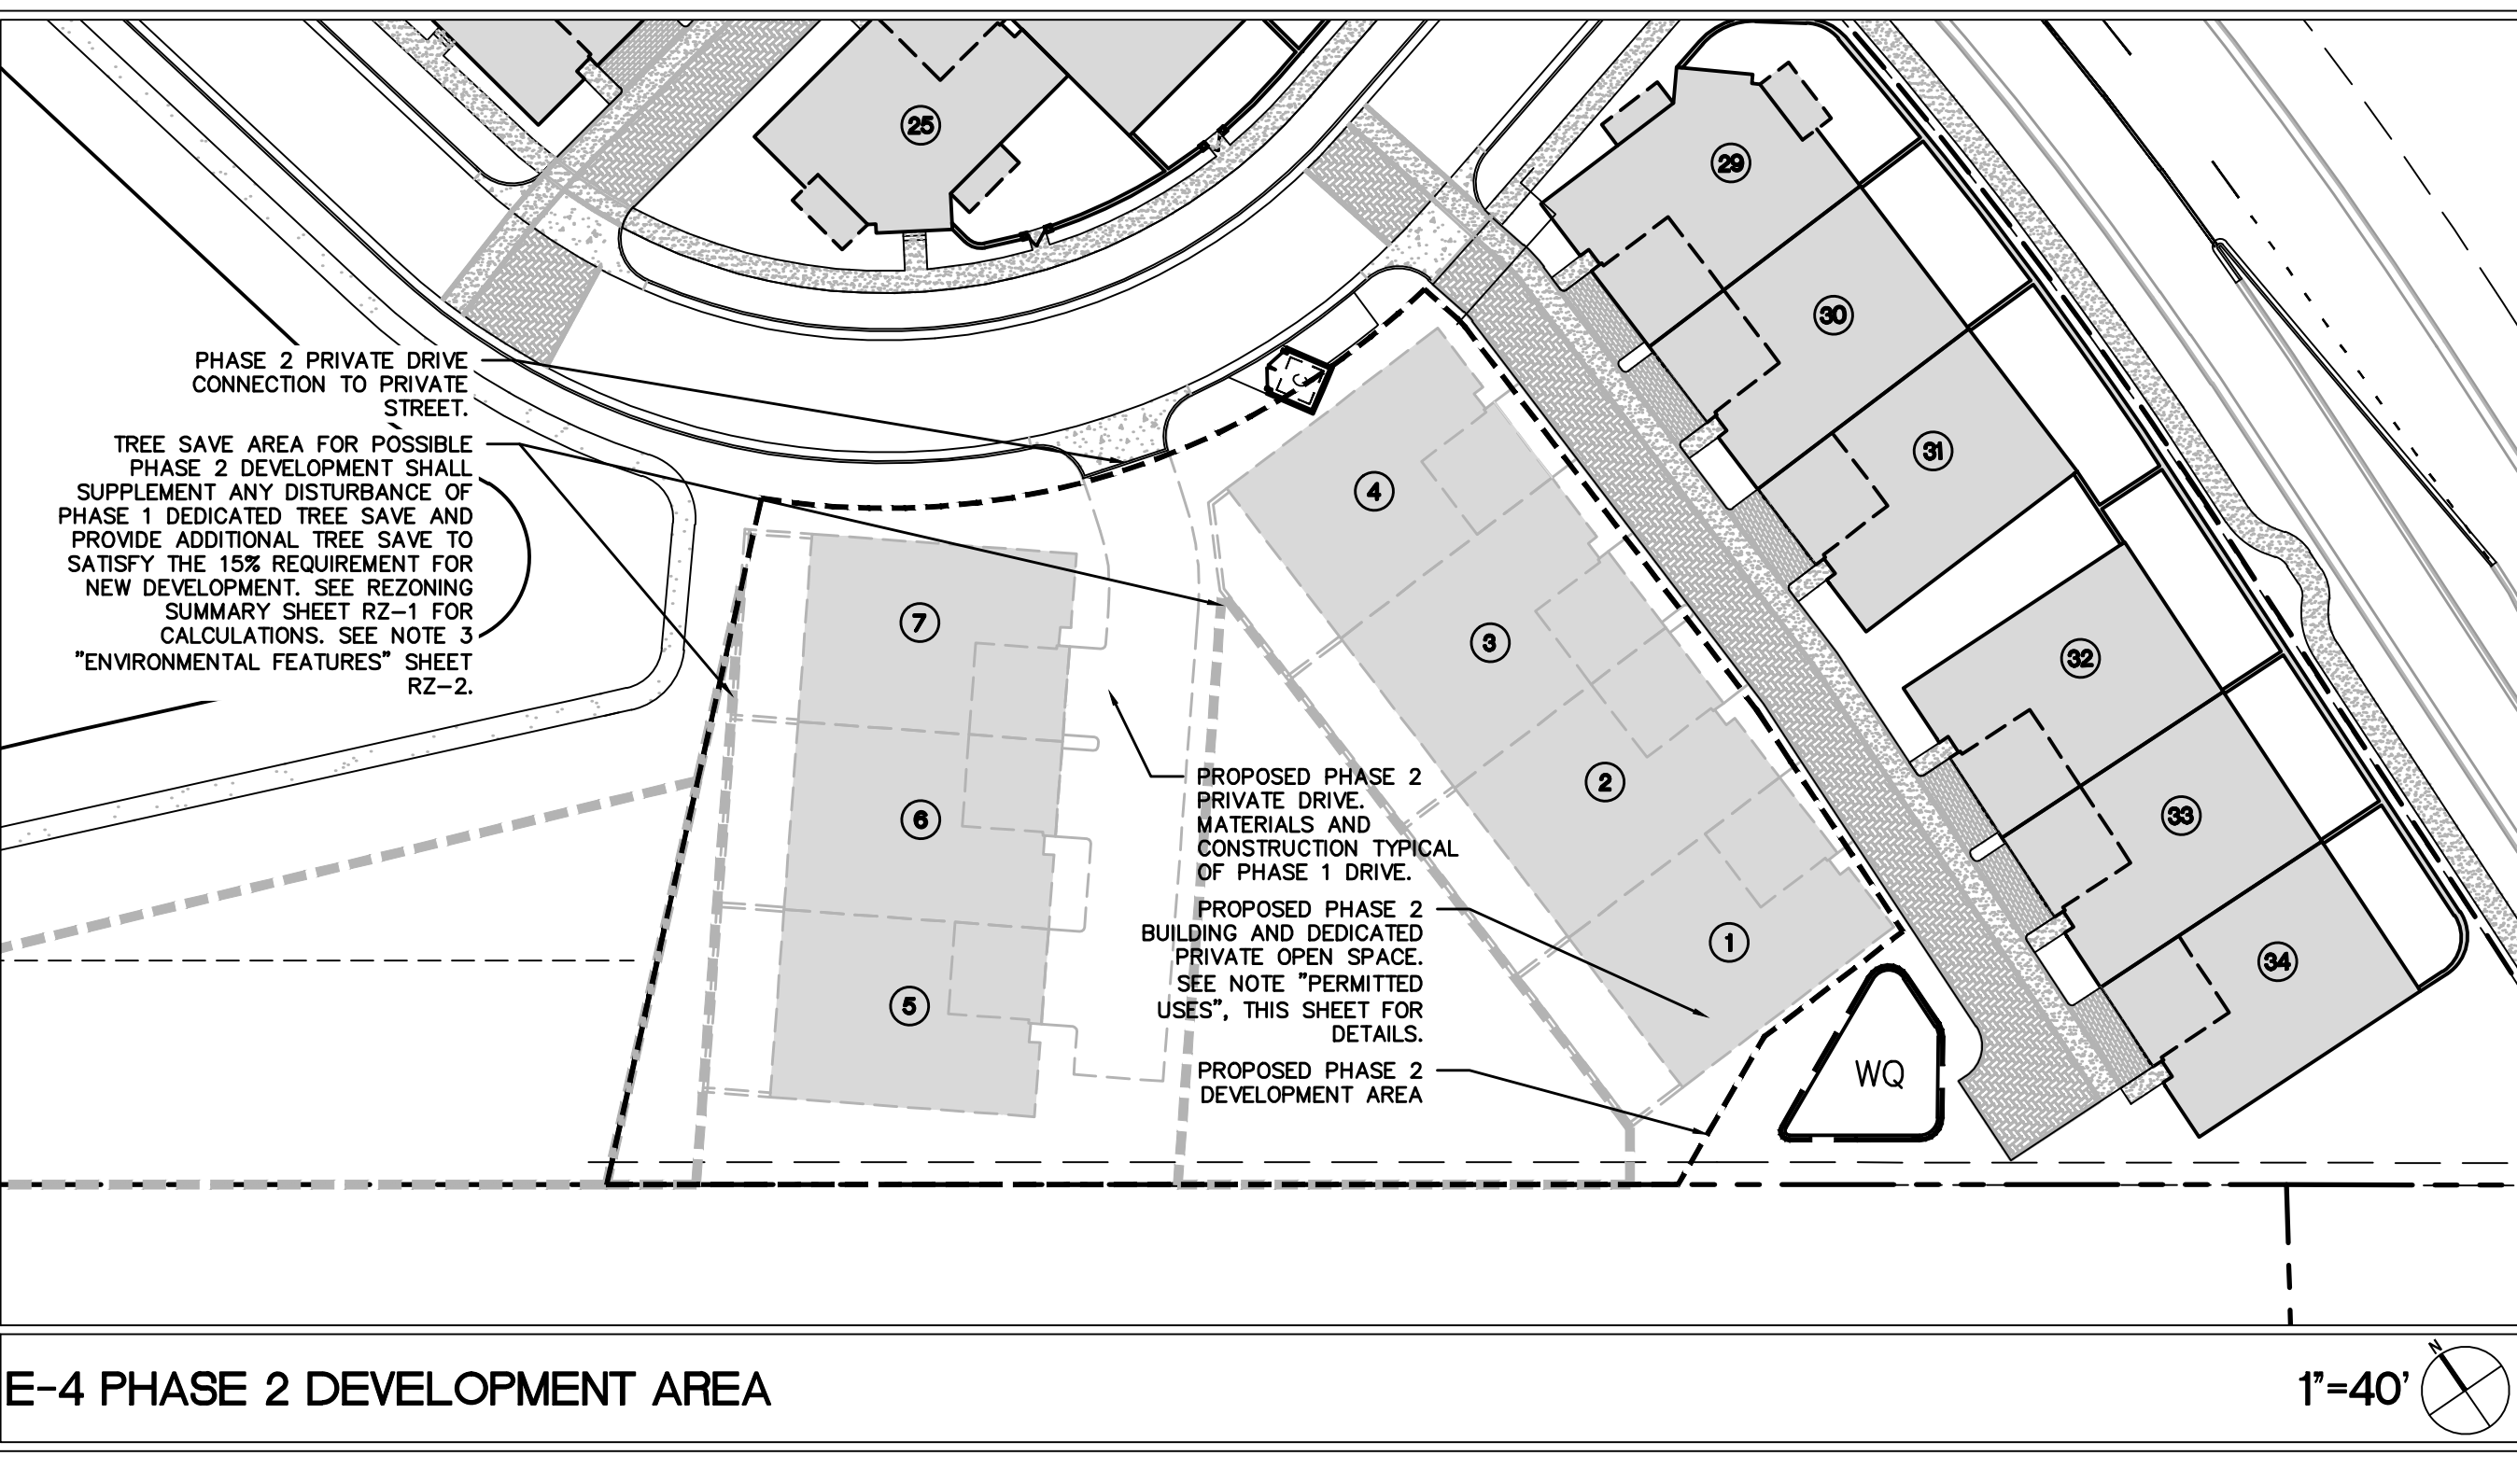 25
29
30
31
32
33
34
PHASE 2 PRIVATE DRIVE
CONNECTION TO PRIVATE
STREET.
TREE SAVE AREA FOR POSSIBLE
PHASE 2 DEVELOPMENT SHALL
SUPPLEMENT ANY DISTURBANCE OF
PHASE 1 DEDICATED TREE SAVE AND
PROVIDE ADDITIONAL TREE SAVE TO
SATISFY THE 15% REQUIREMENT FOR
NEW DEVELOPMENT. SEE REZONING
SUMMARY SHEET RZ-1 FOR
CALCULATIONS. SEE NOTE 3
"ENVIRONMENTAL FEATURES" SHEET
RZ-2.
4
3
2
1
7
6
5
PROPOSED PHASE 2
PRIVATE DRIVE.
MATERIALS AND
CONSTRUCTION TYPICAL
OF PHASE 1 DRIVE.
PROPOSED PHASE 2
BUILDING AND DEDICATED
PRIVATE OPEN SPACE.
SEE NOTE "PERMITTED
USES", THIS SHEET FOR
DETAILS.
PROPOSED PHASE 2
DEVELOPMENT AREA
WQ
E-4 PHASE 2 DEVELOPMENT AREA
1"=40'
N